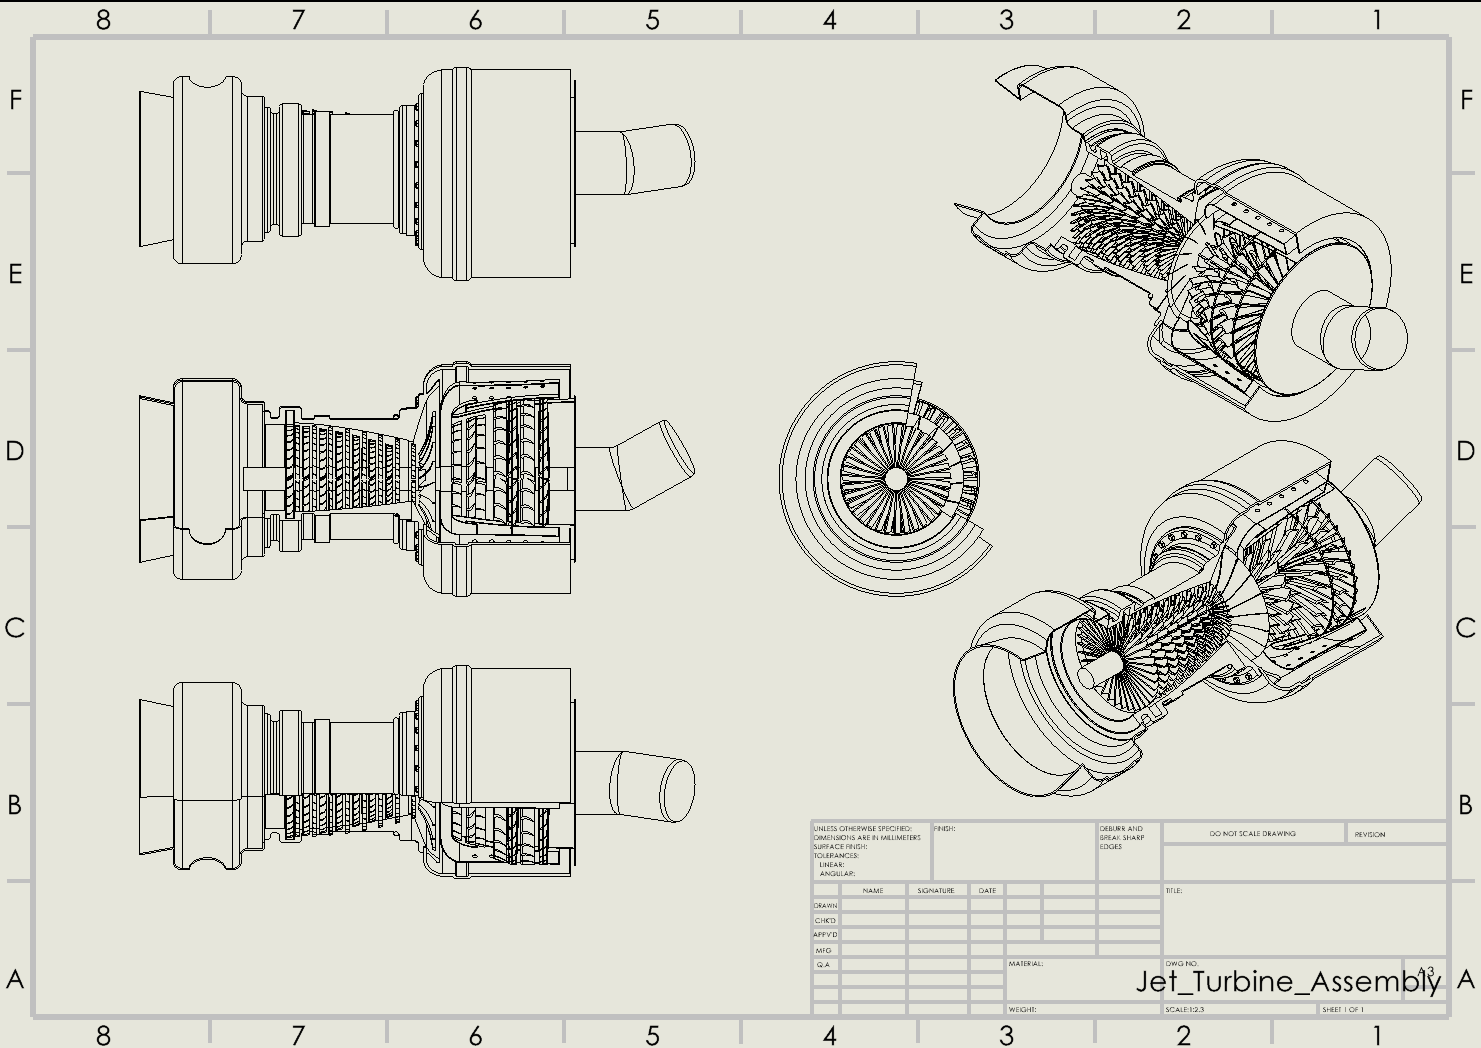 8 7 6 5 4 3 2 1
F F
E E
D D
C C
B B
A A
UNLESS OTHERWISE SPECIFIED:
DIMENSIONS ARE IN MILLIMETERS
SURFACE FINISH:
TOLERANCES:
LINEAR:
ANGULAR:
FINISH:
DEBURR AND
BREAK SHARP
EDGES
DO NOT SCALE DRAWING
REVISION
NAME SIGNATURE DATE
TITLE:
DRAWN
CHK'D
APPV'D
MFG
Q.A
MATERIAL:
DWG NO.
Jet_Turbine_Assembly
A3
WEIGHT:
SCALE:1:2.3
SHEET 1 OF 1
8 7 6 5 4 3 2 1